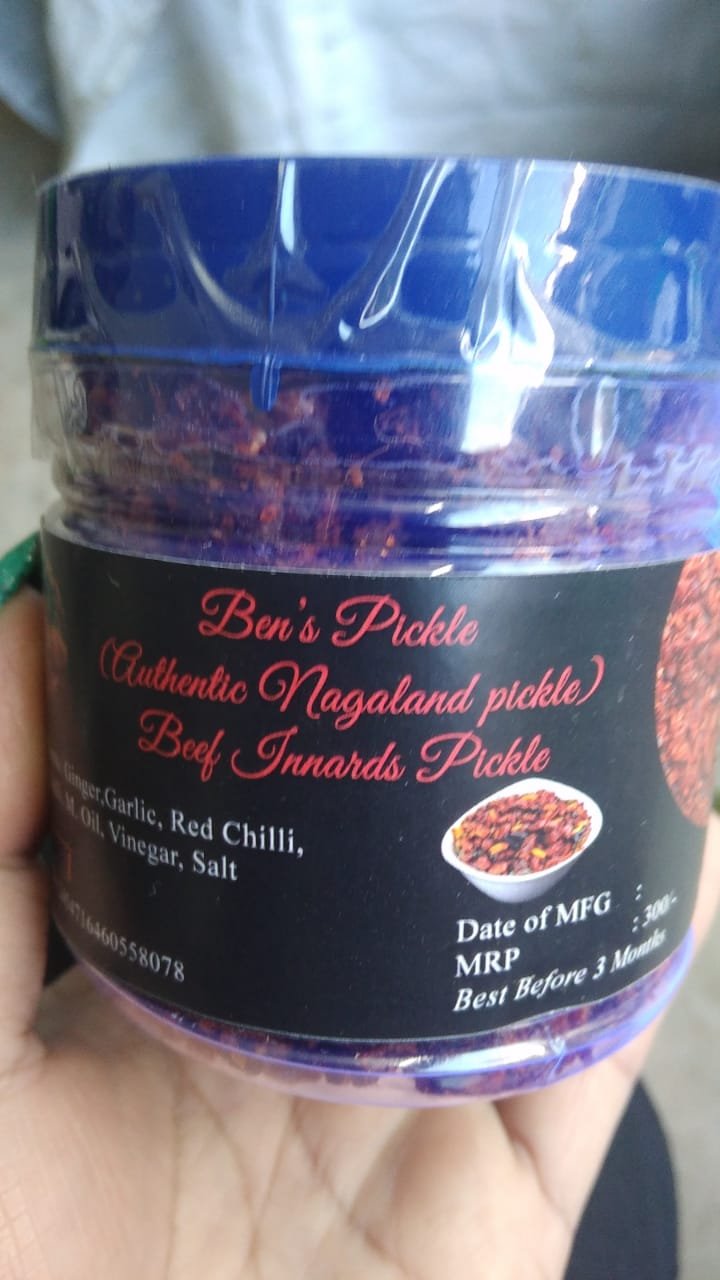 Ben's Pickle
(Authentic Nagaland pickle)
Beef Innards Pickle
Ginger,Garlic, Red Chilli,
M. Oil, Vinegar, Salt
716460558078
Date of MFG :
MRP : 300/-
Best Before 3 Months